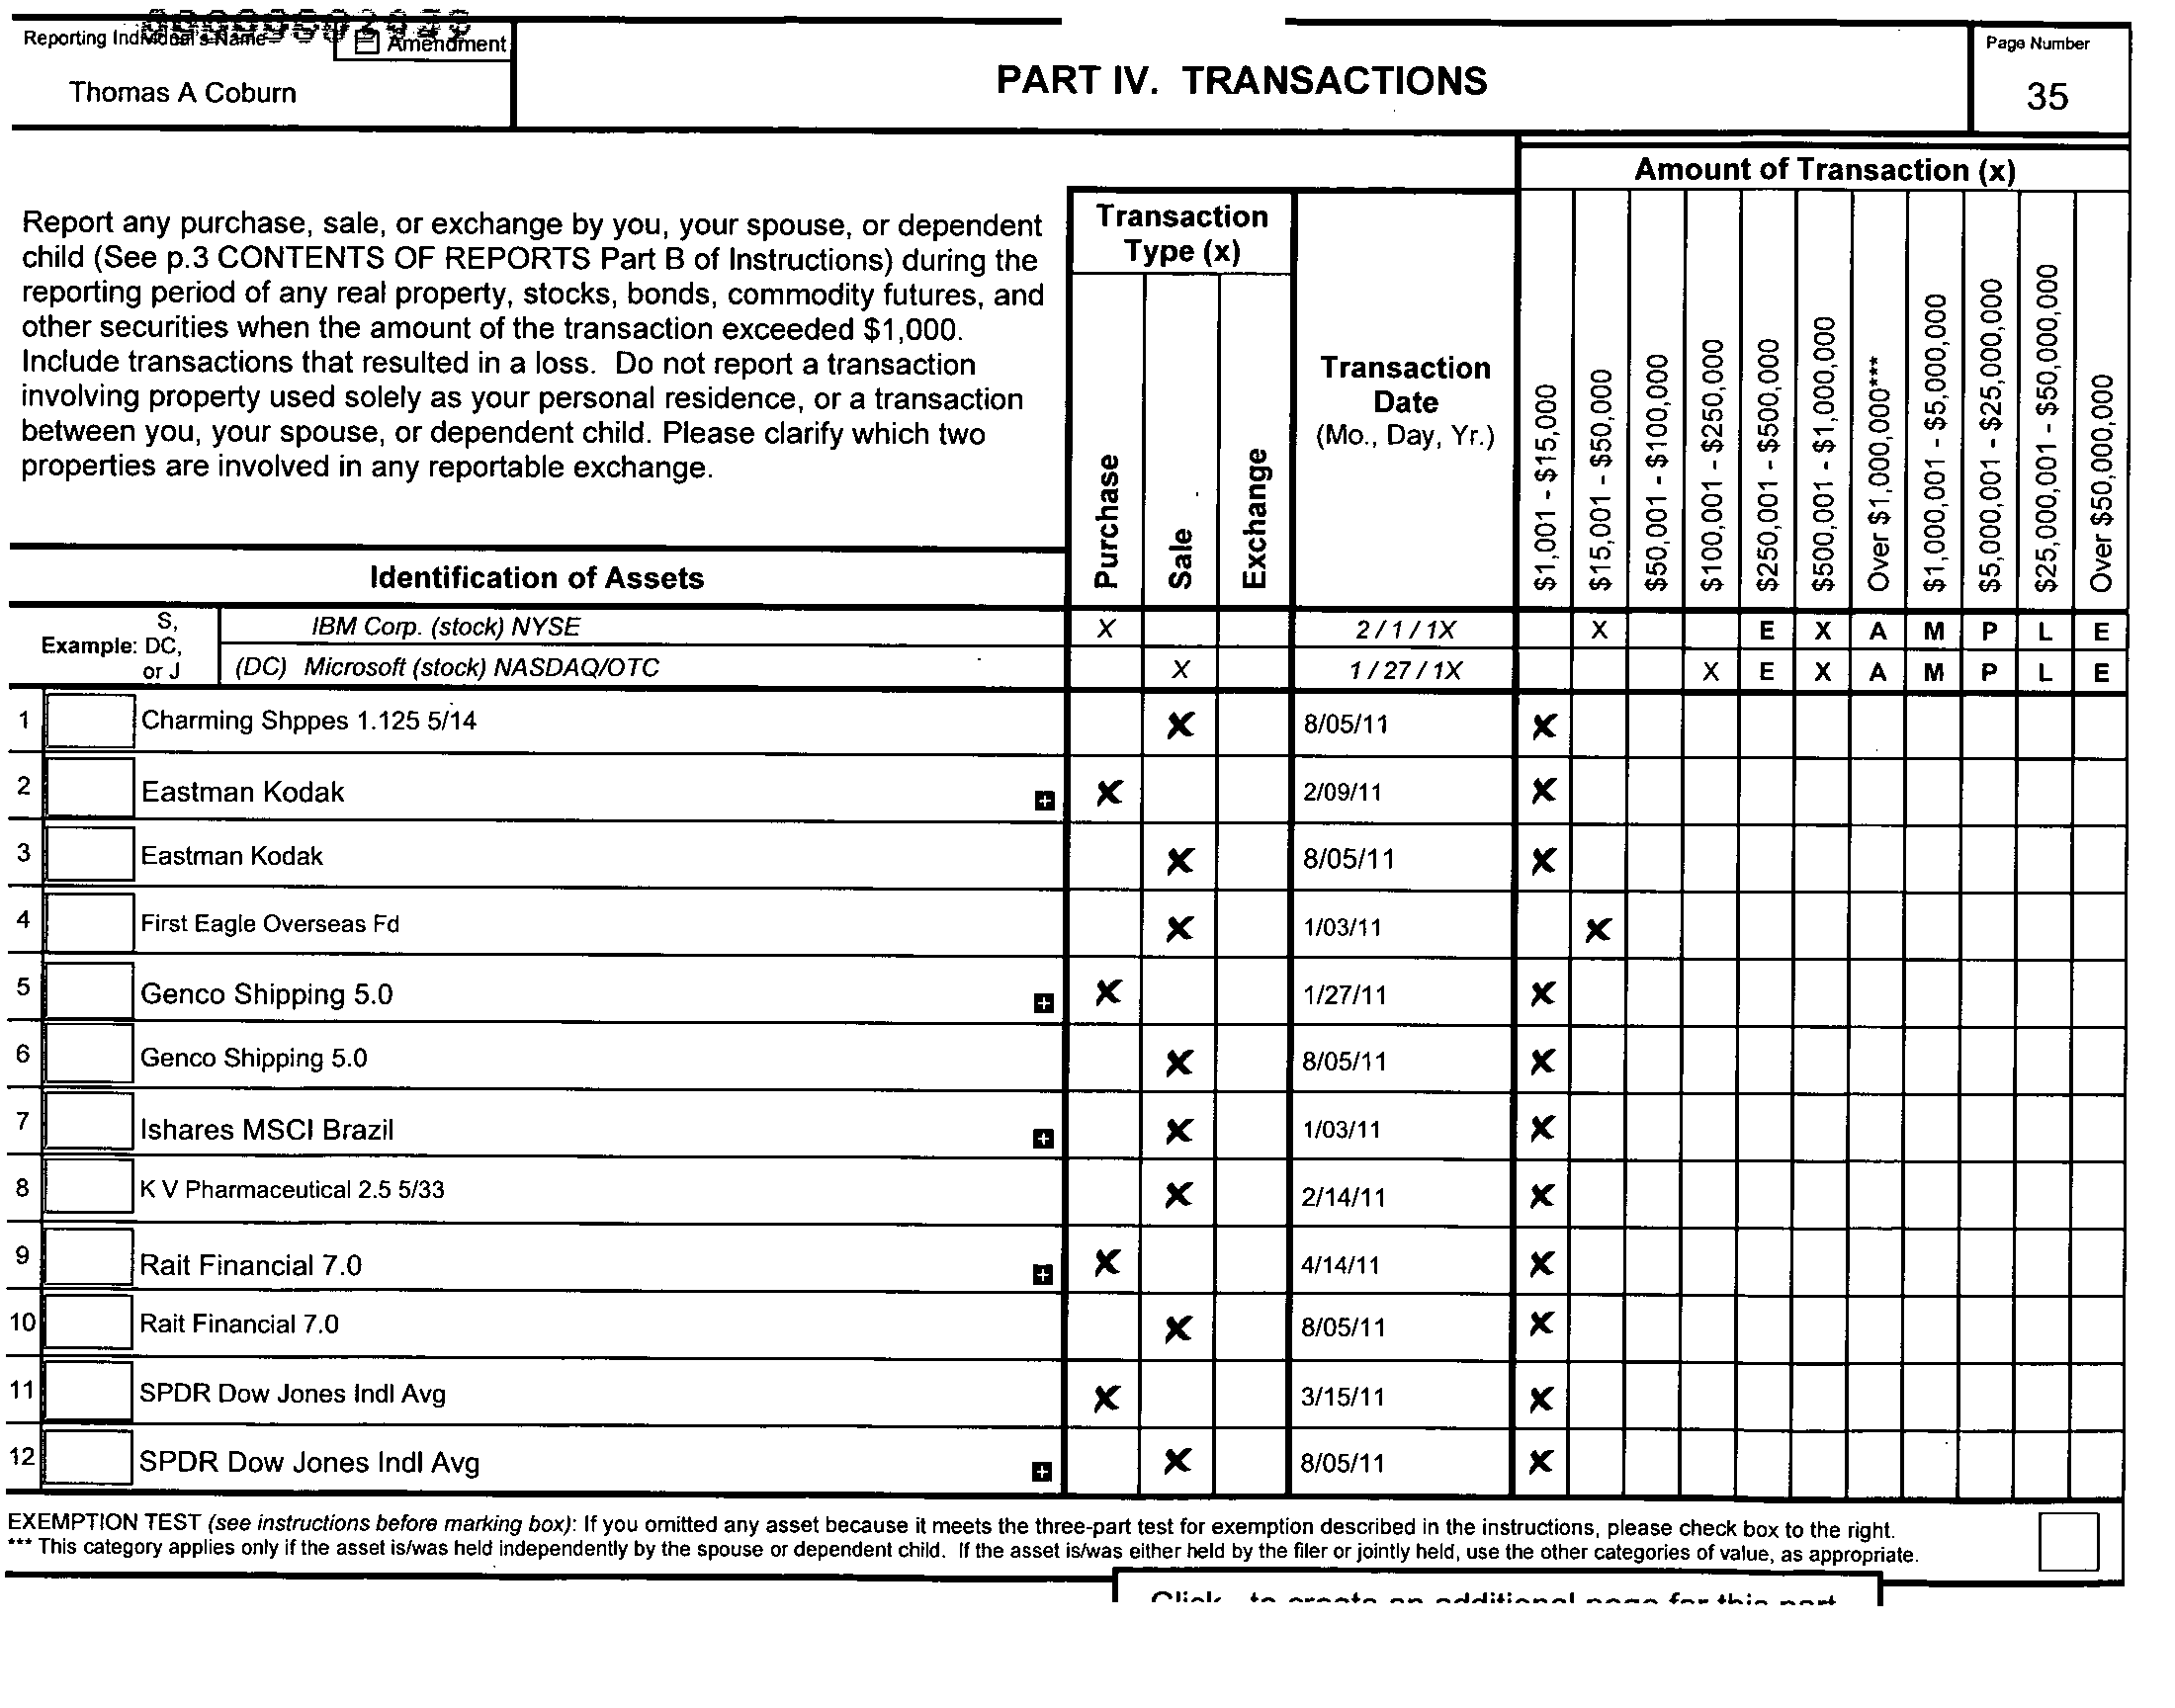 Reporting Individual's Name
Amendment
Thomas A Coburn
PART IV. TRANSACTIONS
Page Number
35
Amount of Transaction (x)
Report any purchase, sale, or exchange by you, your spouse, or dependent
child (See p.3 CONTENTS OF REPORTS Part B of Instructions) during the
reporting period of any real property, stocks, bonds, commodity futures, and
other securities when the amount of the transaction exceeded $1,000.
Include transactions that resulted in a loss. Do not report a transaction
involving property used solely as your personal residence, or a transaction
between you, your spouse, or dependent child. Please clarify which two
properties are involved in any reportable exchange.
Transaction
Type (x)
Purchase
Sale
Exchange
Transaction
Date
(Mo., Day, Yr.)
$1,001 - $15,000
$15,001 - $50,000
$50,001 - $100,000
$100,001 - $250,000
$250,001 - $500,000
$500,001 - $1,000,000
Over $1,000,000***
$1,000,001 - $5,000,000
$5,000,001 - $25,000,000
$25,000,001 - $50,000,000
Over $50,000,000
Identification of Assets
Example: S, DC, or J
IBM Corp. (stock) NYSE X 2 / 1 / 1X X E X A M P L E
(DC) Microsoft (stock) NASDAQ/OTC X 1 / 27 / 1X X E X A M P L E
1 Charming Shppes 1.125 5/14 X 8/05/11 X
2 Eastman Kodak + X 2/09/11 X
3 Eastman Kodak X 8/05/11 X
4 First Eagle Overseas Fd X 1/03/11 X
5 Genco Shipping 5.0 + X 1/27/11 X
6 Genco Shipping 5.0 X 8/05/11 X
7 Ishares MSCI Brazil + X 1/03/11 X
8 K V Pharmaceutical 2.5 5/33 X 2/14/11 X
9 Rait Financial 7.0 + X 4/14/11 X
10 Rait Financial 7.0 X 8/05/11 X
11 SPDR Dow Jones Indl Avg X 3/15/11 X
12 SPDR Dow Jones Indl Avg + X 8/05/11 X
EXEMPTION TEST (see instructions before marking box): If you omitted any asset because it meets the three-part test for exemption described in the instructions, please check box to the right.
*** This category applies only if the asset is/was held independently by the spouse or dependent child. If the asset is/was either held by the filer or jointly held, use the other categories of value, as appropriate.
Click to create an additional page for this part